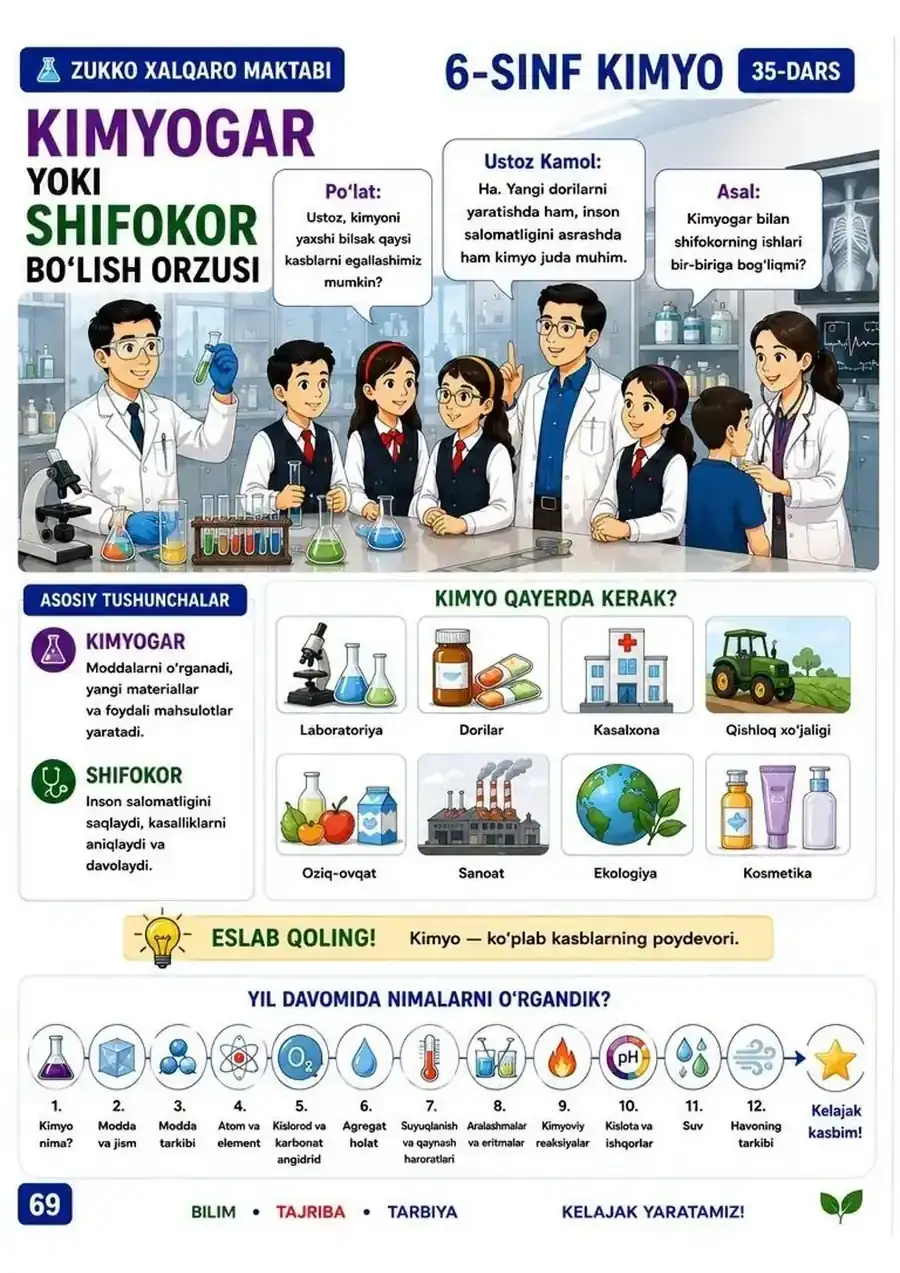 ZUKKO XALQARO MAKTABI
6-SINF KIMYO
35-DARS
KIMYOGAR
YOKI
SHIFOKOR
BO‘LISH ORZUSI
Po‘lat:
Ustoz, kimyoni
yaxshi bilsak qaysi
kasblarni egallashimiz
mumkin?
Ustoz Kamol:
Ha. Yangi dorilarni
yaratishda ham, inson
salomatligini asrashda
ham kimyo juda muhim.
Asal:
Kimyogar bilan
shifokorning ishlari
bir-biriga bog‘liqmi?
ASOSIY TUSHUNCHALAR
KIMYOGAR
Moddalarni o‘rganadi,
yangi materiallar
va foydali mahsulotlar
yaratadi.
SHIFOKOR
Inson salomatligini
saqlaydi, kasalliklarni
aniqlaydi va
davolaydi.
KIMYO QAYERDA KERAK?
Laboratoriya
Dorilar
Kasalxona
Qishloq xo‘jaligi
Oziq-ovqat
Sanoat
Ekologiya
Kosmetika
ESLAB QOLING!
Kimyo — ko‘plab kasblarning poydevori.
YIL DAVOMIDA NIMALARNI O‘RGANDIK?
O₂
pH
1.
Kimyo
nima?
2.
Modda
va jism
3.
Modda
tarkibi
4.
Atom va
element
5.
Kislorod va
karbonat
angidrid
6.
Agregat
holat
7.
Suyuqlanish
va qaynash
haroratlari
8.
Aralashmalar
va eritmalar
9.
Kimyoviy
reaksiyalar
10.
Kislota va
ishqorlar
11.
Suv
12.
Havoning
tarkibi
Kelajak
kasbim!
69
BILIM • TAJRIBA • TARBIYA
KELAJAK YARATAMIZ!